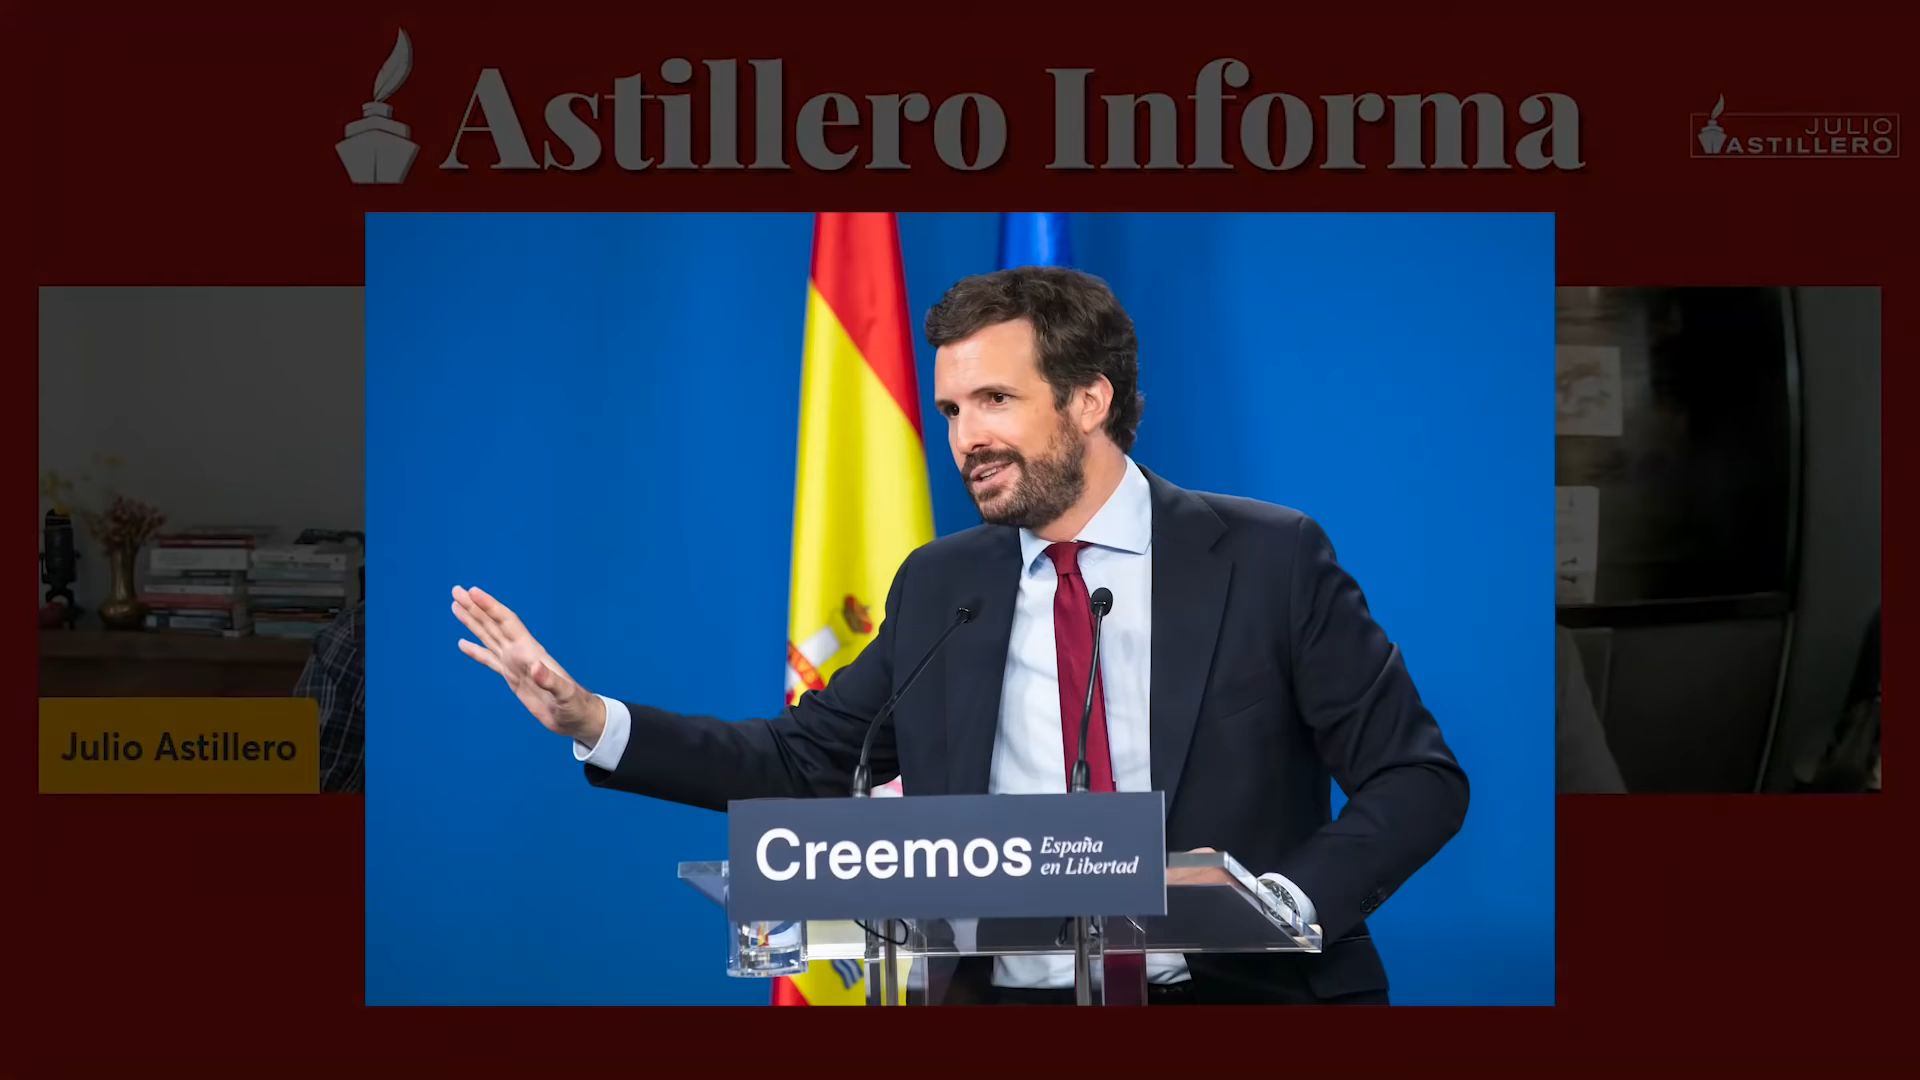 Astillero Informa
JULIO
ASTILLERO
Julio Astillero
Creemos
España
en Libertad